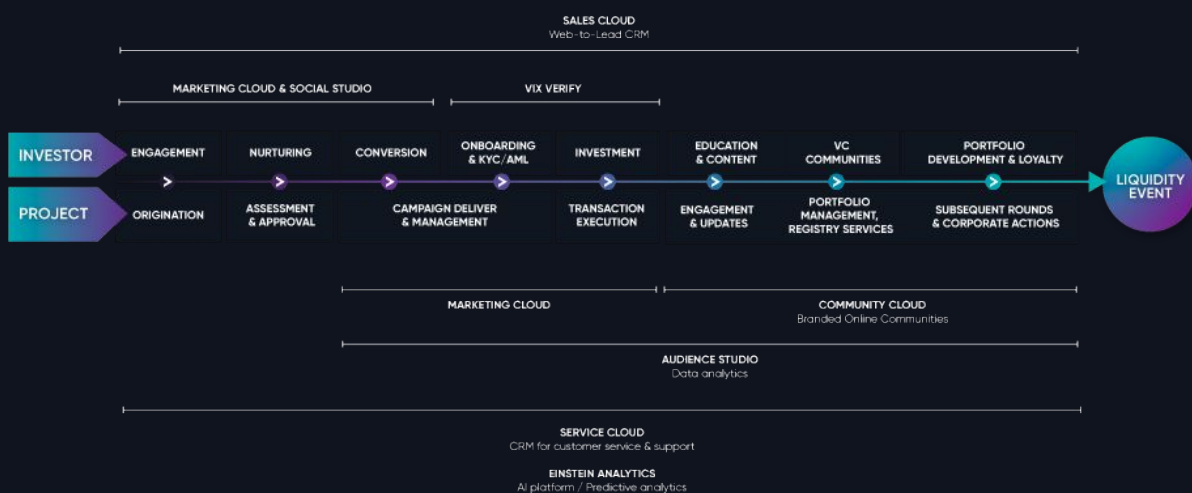 SALES CLOUD
Web-to-Lead CRM
MARKETING CLOUD & SOCIAL STUDIO
VIX VERIFY
INVESTOR
ENGAGEMENT
NURTURING
CONVERSION
ONBOARDING
& KYC/AML
INVESTMENT
EDUCATION
& CONTENT
VC
COMMUNITIES
PORTFOLIO
DEVELOPMENT & LOYALTY
LIQUIDITY
EVENT
PROJECT
ORIGINATION
ASSESSMENT
& APPROVAL
CAMPAIGN DELIVER
& MANAGEMENT
TRANSACTION
EXECUTION
ENGAGEMENT
& UPDATES
PORTFOLIO
MANAGEMENT,
REGISTRY SERVICES
SUBSEQUENT ROUNDS
& CORPORATE ACTIONS
MARKETING CLOUD
COMMUNITY CLOUD
Branded Online Communities
AUDIENCE STUDIO
Data analytics
SERVICE CLOUD
CRM for customer service & support
EINSTEIN ANALYTICS
AI platform / Predictive analytics